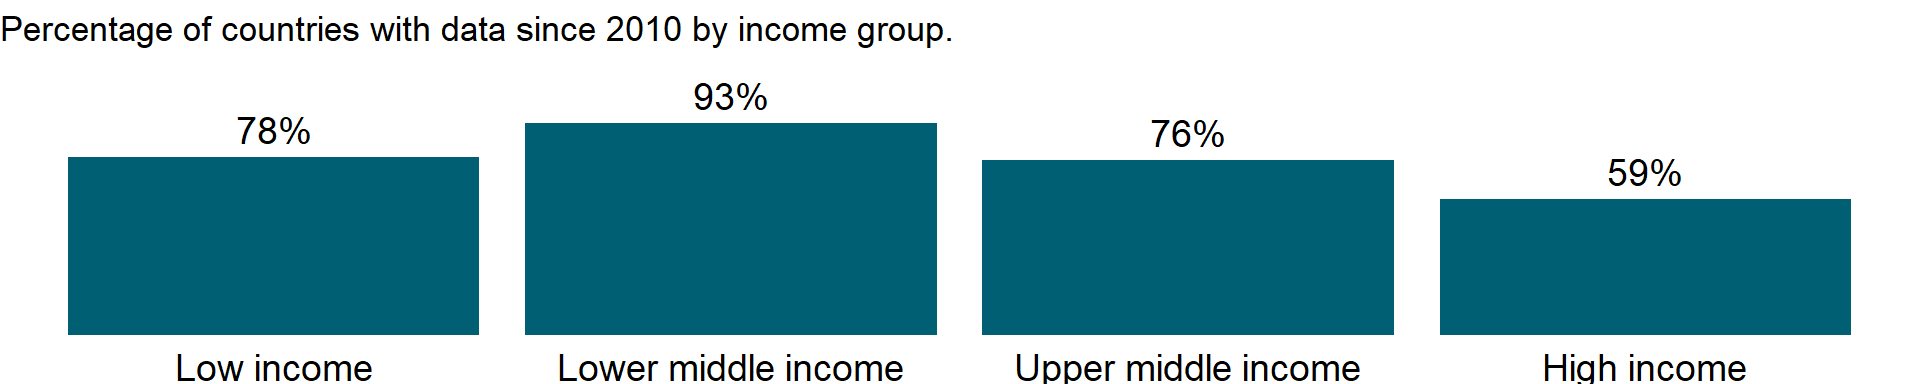 Percentage of countries with data since 2010 by income group.
78%
93%
76%
59%
Low income
Lower middle income
Upper middle income
High income